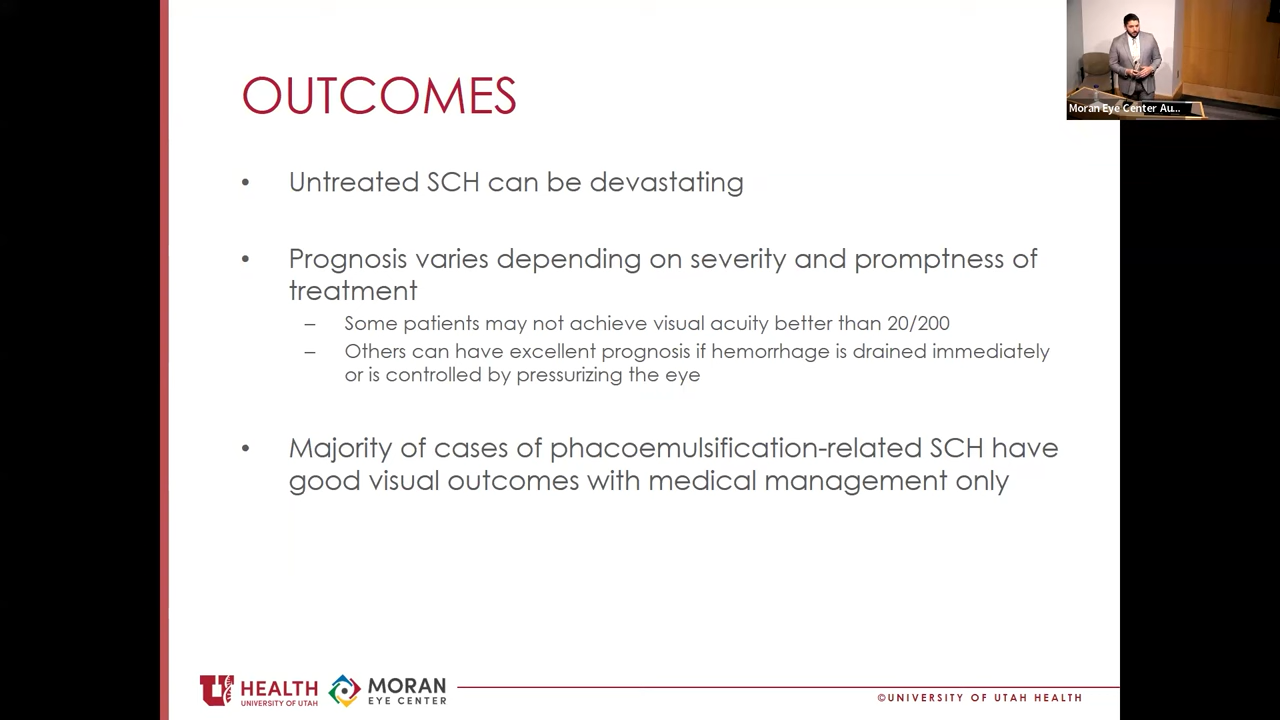 Moran Eye Center Au...
OUTCOMES
• Untreated SCH can be devastating
• Prognosis varies depending on severity and promptness of
treatment
– Some patients may not achieve visual acuity better than 20/200
– Others can have excellent prognosis if hemorrhage is drained immediately
or is controlled by pressurizing the eye
• Majority of cases of phacoemulsification-related SCH have
good visual outcomes with medical management only
U HEALTH
UNIVERSITY OF UTAH
MORAN
EYE CENTER
©UNIVERSITY OF UTAH HEALTH